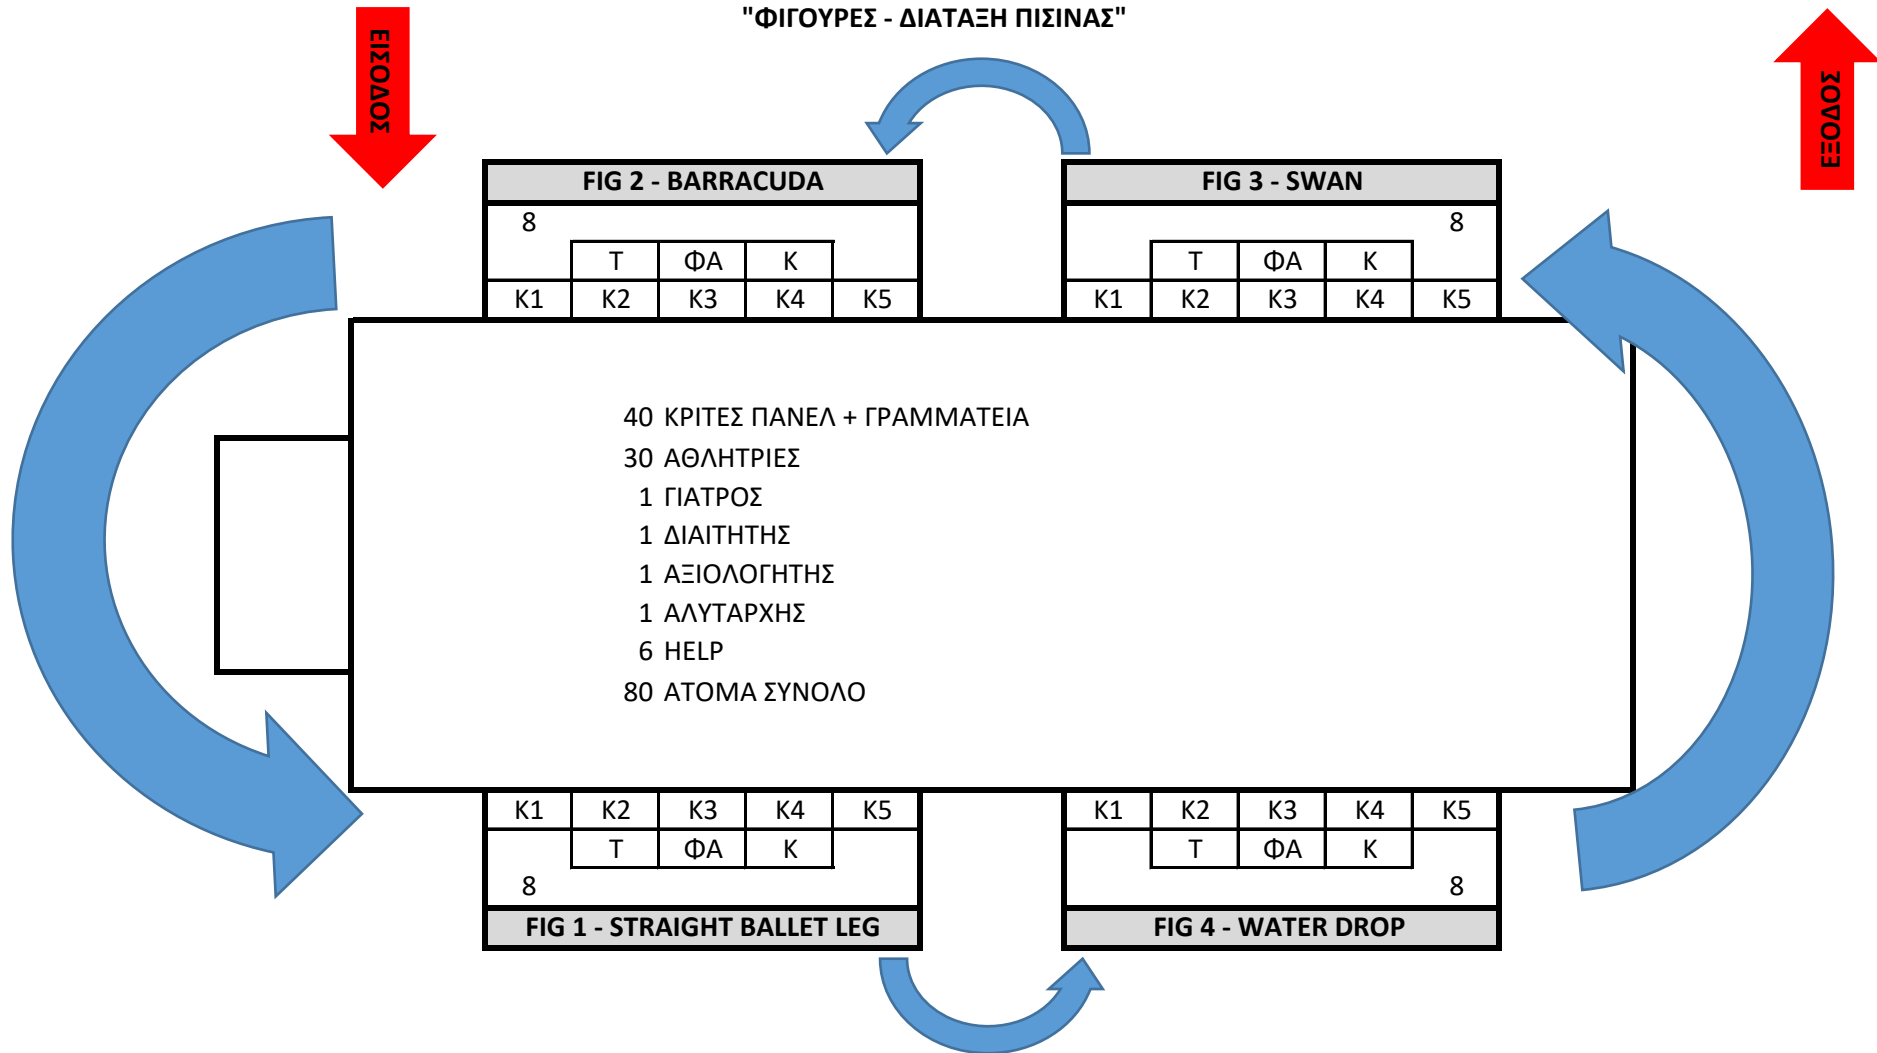 "ΦΙΓΟΥΡΕΣ - ΔΙΑΤΑΞΗ ΠΙΣΙΝΑΣ"
ΕΙΣΟΔΟΣ
ΕΞΟΔΟΣ
FIG 2 - BARRACUDA
8
Τ ΦΑ Κ
Κ1 Κ2 Κ3 Κ4 Κ5
FIG 3 - SWAN
8
Τ ΦΑ Κ
Κ1 Κ2 Κ3 Κ4 Κ5
40 ΚΡΙΤΕΣ ΠΑΝΕΛ + ΓΡΑΜΜΑΤΕΙΑ
30 ΑΘΛΗΤΡΙΕΣ
1 ΓΙΑΤΡΟΣ
1 ΔΙΑΙΤΗΤΗΣ
1 ΑΞΙΟΛΟΓΗΤΗΣ
1 ΑΛΥΤΑΡΧΗΣ
6 HELP
80 ΑΤΟΜΑ ΣΥΝΟΛΟ
Κ1 Κ2 Κ3 Κ4 Κ5
Τ ΦΑ Κ
8
FIG 1 - STRAIGHT BALLET LEG
Κ1 Κ2 Κ3 Κ4 Κ5
Τ ΦΑ Κ
8
FIG 4 - WATER DROP